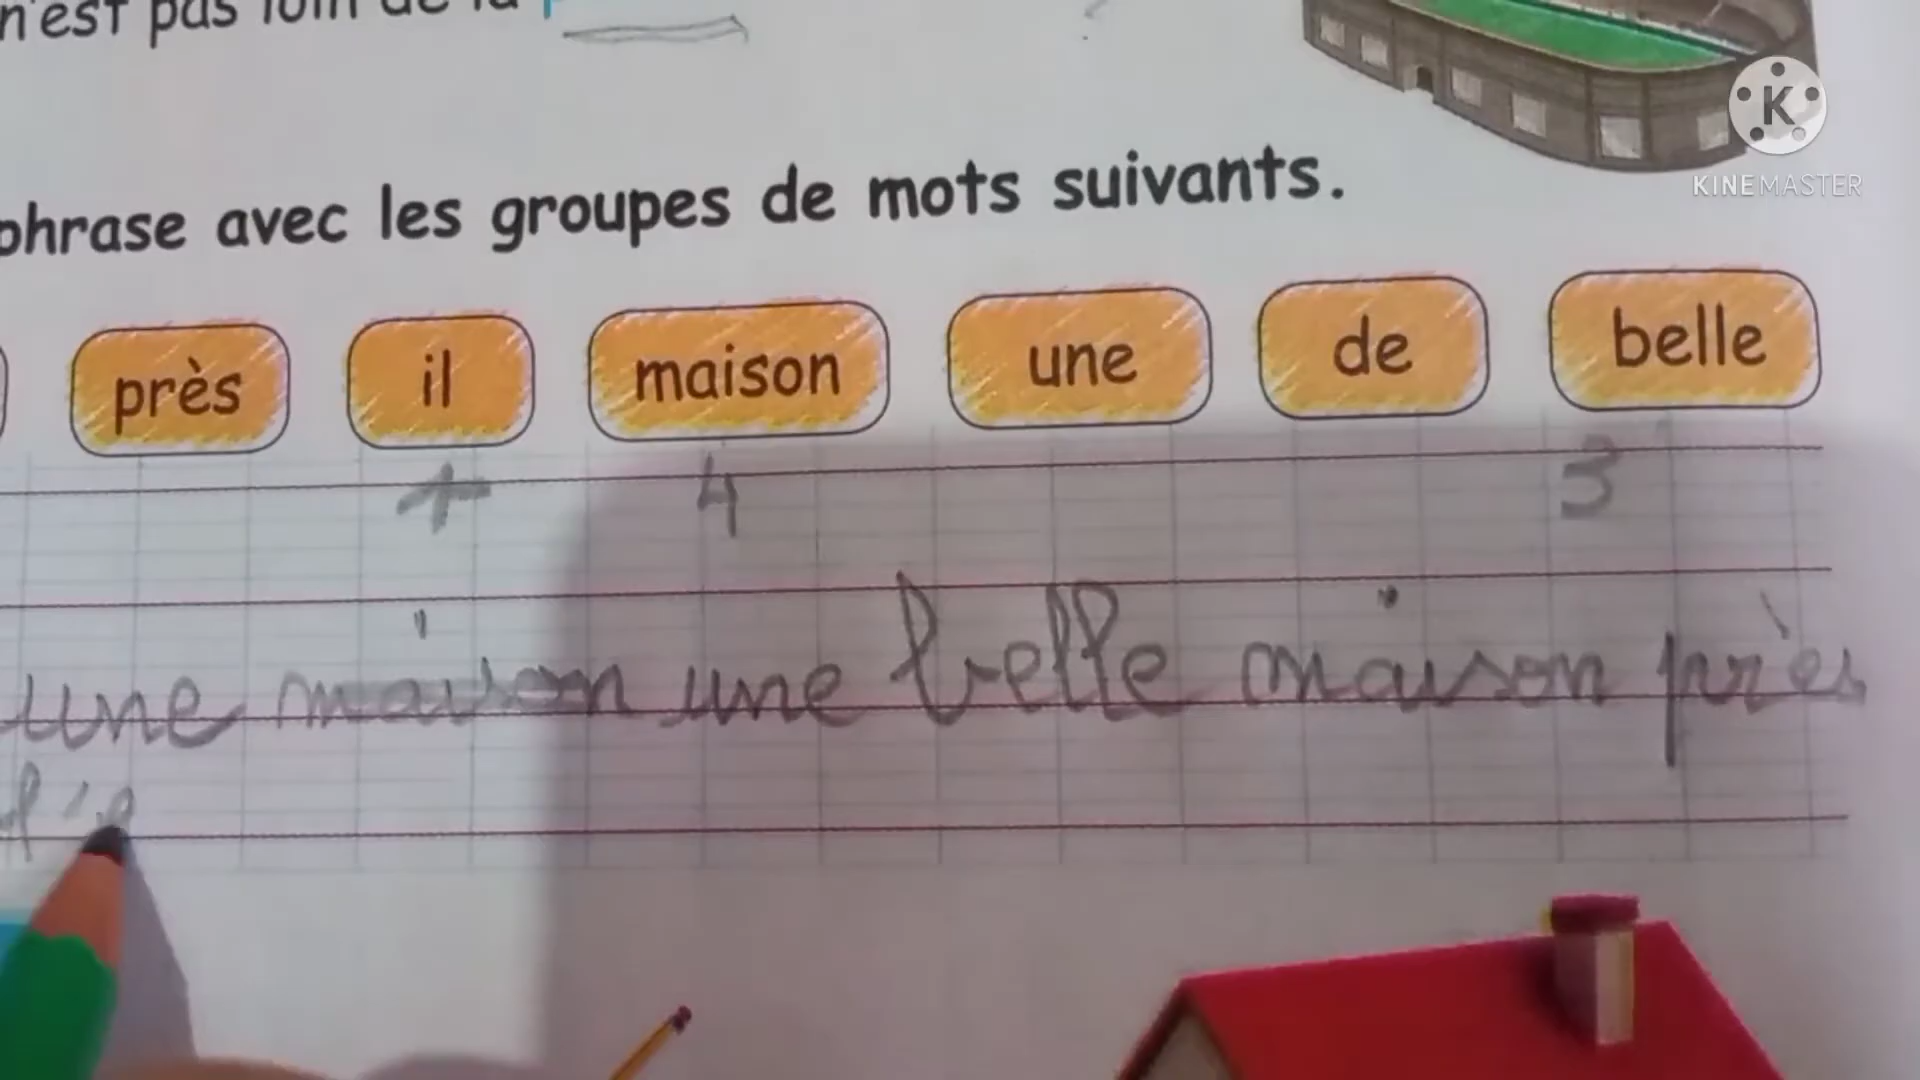 n'est pas loin de la
KINEMASTER
phrase avec les groupes de mots suivants.
près il maison une de belle
1 4 3
une maison une belle maison près